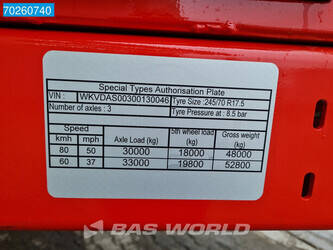 70260740
Special Types Authorisation Plate
VIN : WKVDAS00300130046 Tyre Size :245/70 R17.5
Number of axles : 3 Tyre Pressure at : 8.5 bar
Speed Axle Load (kg) 5th wheel load (kg) Gross weight (kg)
kmh mph
80 50 30000 18000 48000
60 37 33000 19800 52800
BAS WORLD